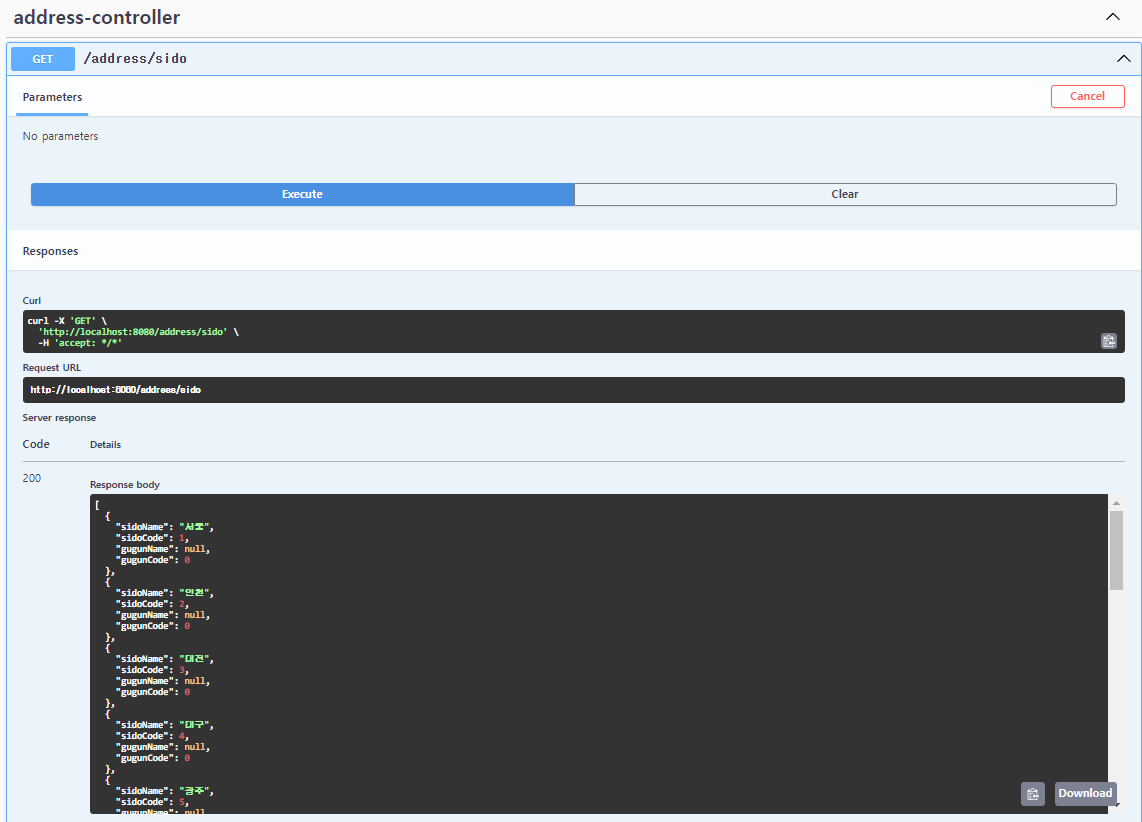 address-controller
GET /address/sido
Parameters
Cancel
No parameters
Execute
Clear
Responses
Curl
curl -X 'GET' \
'http://localhost:8080/address/sido' \
-H 'accept: */*'
Request URL
http://localhost:8080/address/sido
Server response
Code Details
200
Response body
[
{
"sidoName": "서울",
"sidoCode": 1,
"gugunName": null,
"gugunCode": 0
},
{
"sidoName": "인천",
"sidoCode": 2,
"gugunName": null,
"gugunCode": 0
},
{
"sidoName": "대전",
"sidoCode": 3,
"gugunName": null,
"gugunCode": 0
},
{
"sidoName": "대구",
"sidoCode": 4,
"gugunName": null,
"gugunCode": 0
},
{
"sidoName": "광주",
"sidoCode": 5,
"gugunName": null
Download